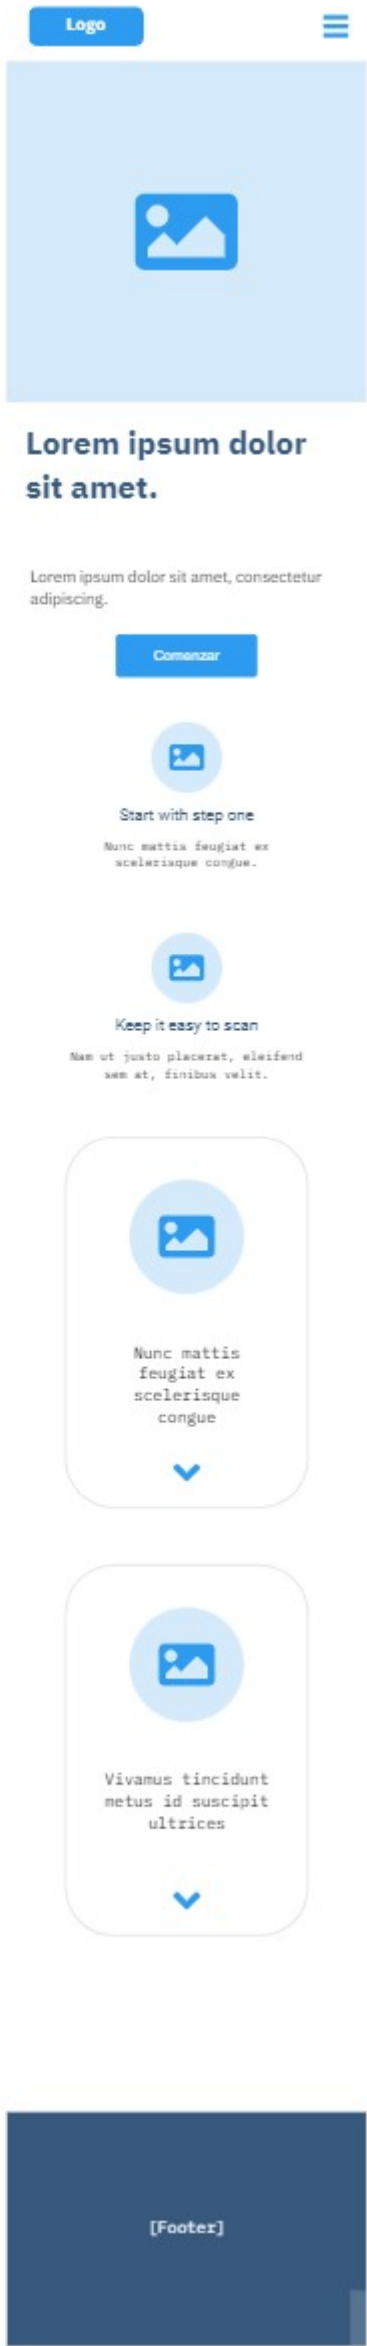 Logo
Lorem ipsum dolor
sit amet.
Lorem ipsum dolor sit amet, consectetur
adipiscing.
Comenzar
Start with step one
Nunc mattis feugiat ex
scelerisque congue.
Keep it easy to scan
Nam ut justo placerat, eleifend
sem at, finibus velit.
Nunc mattis
feugiat ex
scelerisque
congue
Vivamus tincidunt
metus id suscipit
ultrices
[Footer]